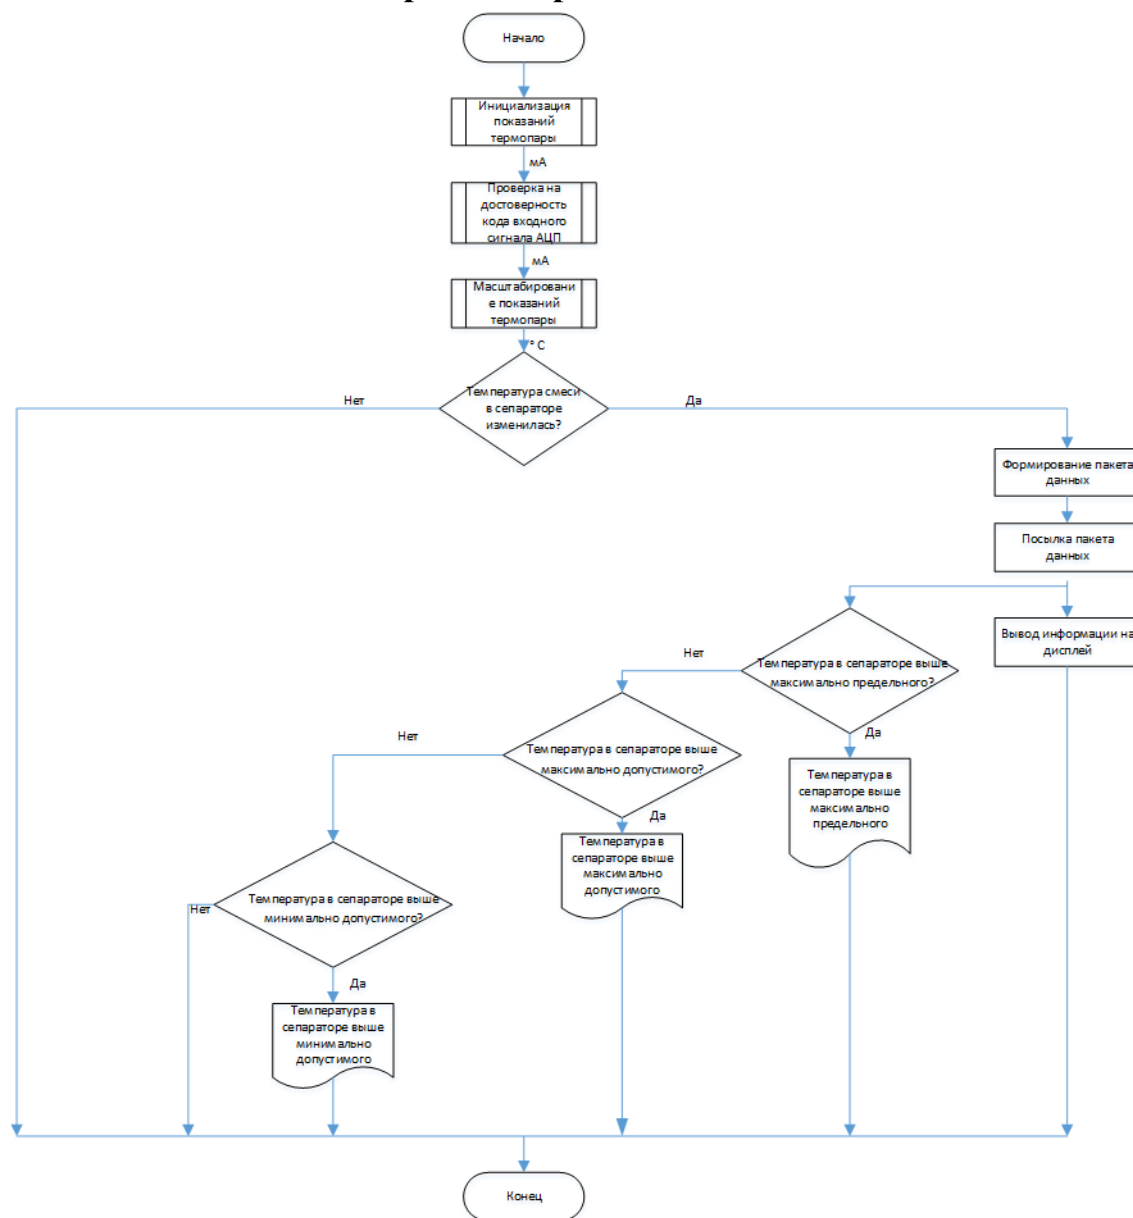 Начало
Инициализация
показаний
термопары
мА
Проверка на
достоверность
кода входного
сигнала АЦП
мА
Масштабировани
е показаний
термопары
° С
Температура смеси
в сепараторе
изменилась?
Нет
Да
Формирование пакета
данных
Посылка пакета
данных
Вывод информации на
дисплей
Температура в сепараторе выше
максимально предельного?
Нет
Да
Температура в
сепараторе выше
максимально
предельного
Температура в сепараторе выше
максимально допустимого?
Нет
Да
Температура в
сепараторе выше
максимально
допустимого
Температура в сепараторе выше
минимально допустимого?
Нет
Да
Температура в
сепараторе выше
минимально
допустимого
Конец